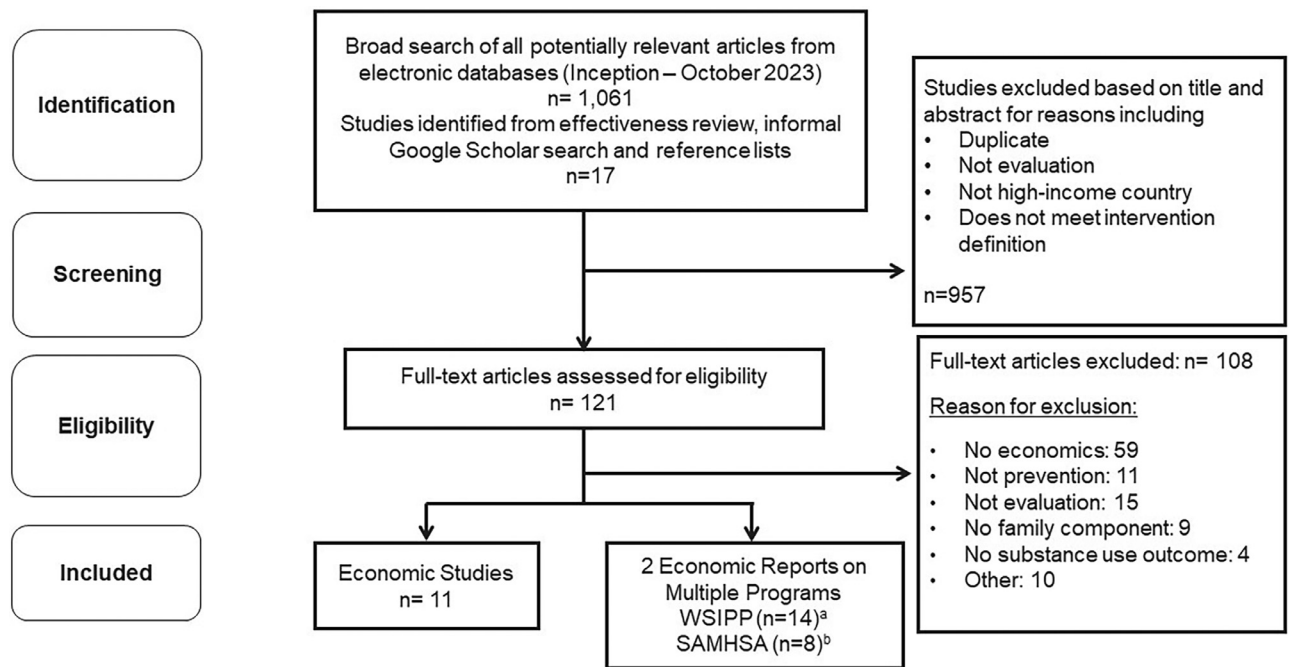 Identification
Screening
Eligibility
Included
Broad search of all potentially relevant articles from
electronic databases (Inception – October 2023)
n= 1,061
Studies identified from effectiveness review, informal
Google Scholar search and reference lists
n=17
Studies excluded based on title and
abstract for reasons including
• Duplicate
• Not evaluation
• Not high-income country
• Does not meet intervention
definition
n=957
Full-text articles assessed for eligibility
n= 121
Full-text articles excluded: n= 108
Reason for exclusion:
• No economics: 59
• Not prevention: 11
• Not evaluation: 15
• No family component: 9
• No substance use outcome: 4
• Other: 10
Economic Studies
n= 11
2 Economic Reports on
Multiple Programs
WSIPP (n=14)ᵃ
SAMHSA (n=8)ᵇ